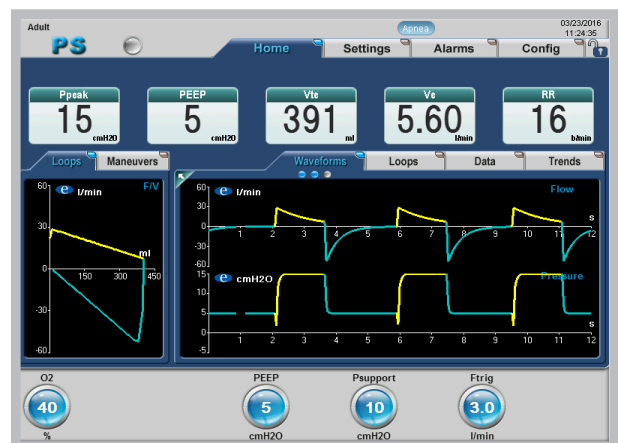 Adult
Apnea
03/23/2016
11:24:35
PS
Home
Settings
Alarms
Config
Ppeak
15
cmH2O
PEEP
5
cmH2O
Vte
391
ml
Ve
5.60
l/min
RR
16
b/min
Loops
Maneuvers
Waveforms
Loops
Data
Trends
60
e l/min
F/V
30
ml
0
150 300 450
-30
-60
60
e l/min
Flow
30
s
0
1 2 3 4 5 6 7 8 9 10 11 12
-30
-60
15
e cmH2O
Pressure
10
5
s
0
1 2 3 4 5 6 7 8 9 10 11 12
-5
O2
40
%
PEEP
5
cmH2O
Psupport
10
cmH2O
Ftrig
3.0
l/min